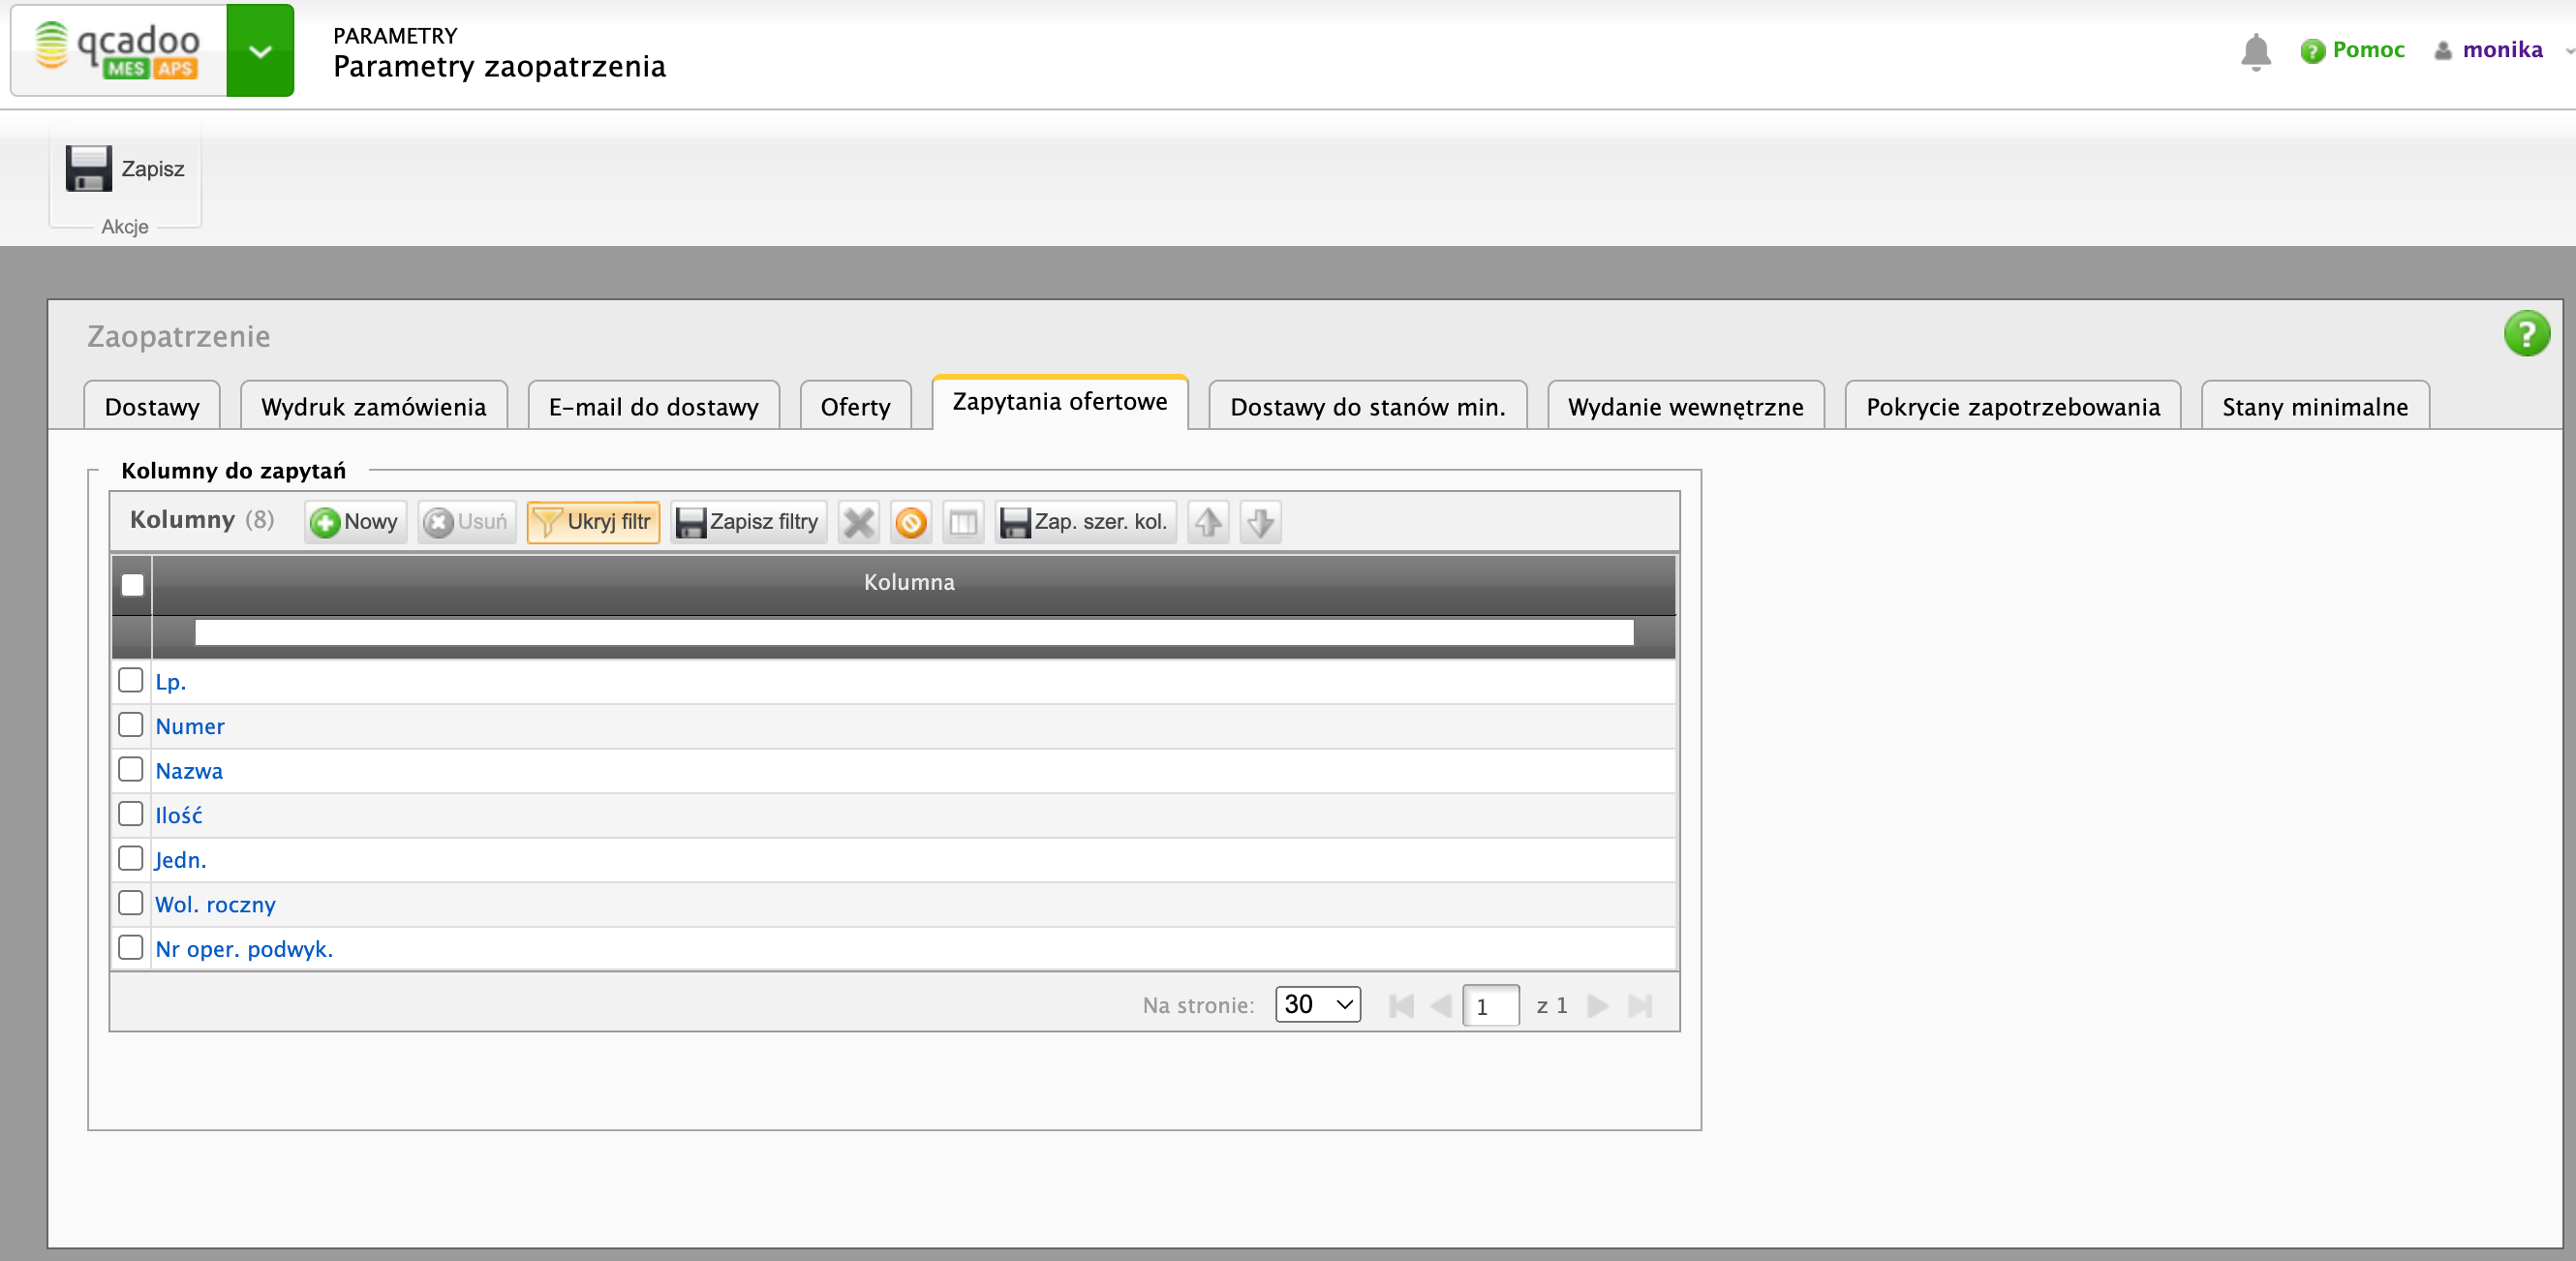 qcadoo
MES APS
PARAMETRY
Parametry zaopatrzenia
Pomoc
monika
Zapisz
Akcje
Zaopatrzenie
Dostawy
Wydruk zamówienia
E-mail do dostawy
Oferty
Zapytania ofertowe
Dostawy do stanów min.
Wydanie wewnętrzne
Pokrycie zapotrzebowania
Stany minimalne
Kolumny do zapytań
Kolumny (8)
Nowy
Usuń
Ukryj filtr
Zapisz filtry
Zap. szer. kol.
Kolumna
Lp.
Numer
Nazwa
Ilość
Jedn.
Wol. roczny
Nr oper. podwyk.
Na stronie: 30 1 z 1